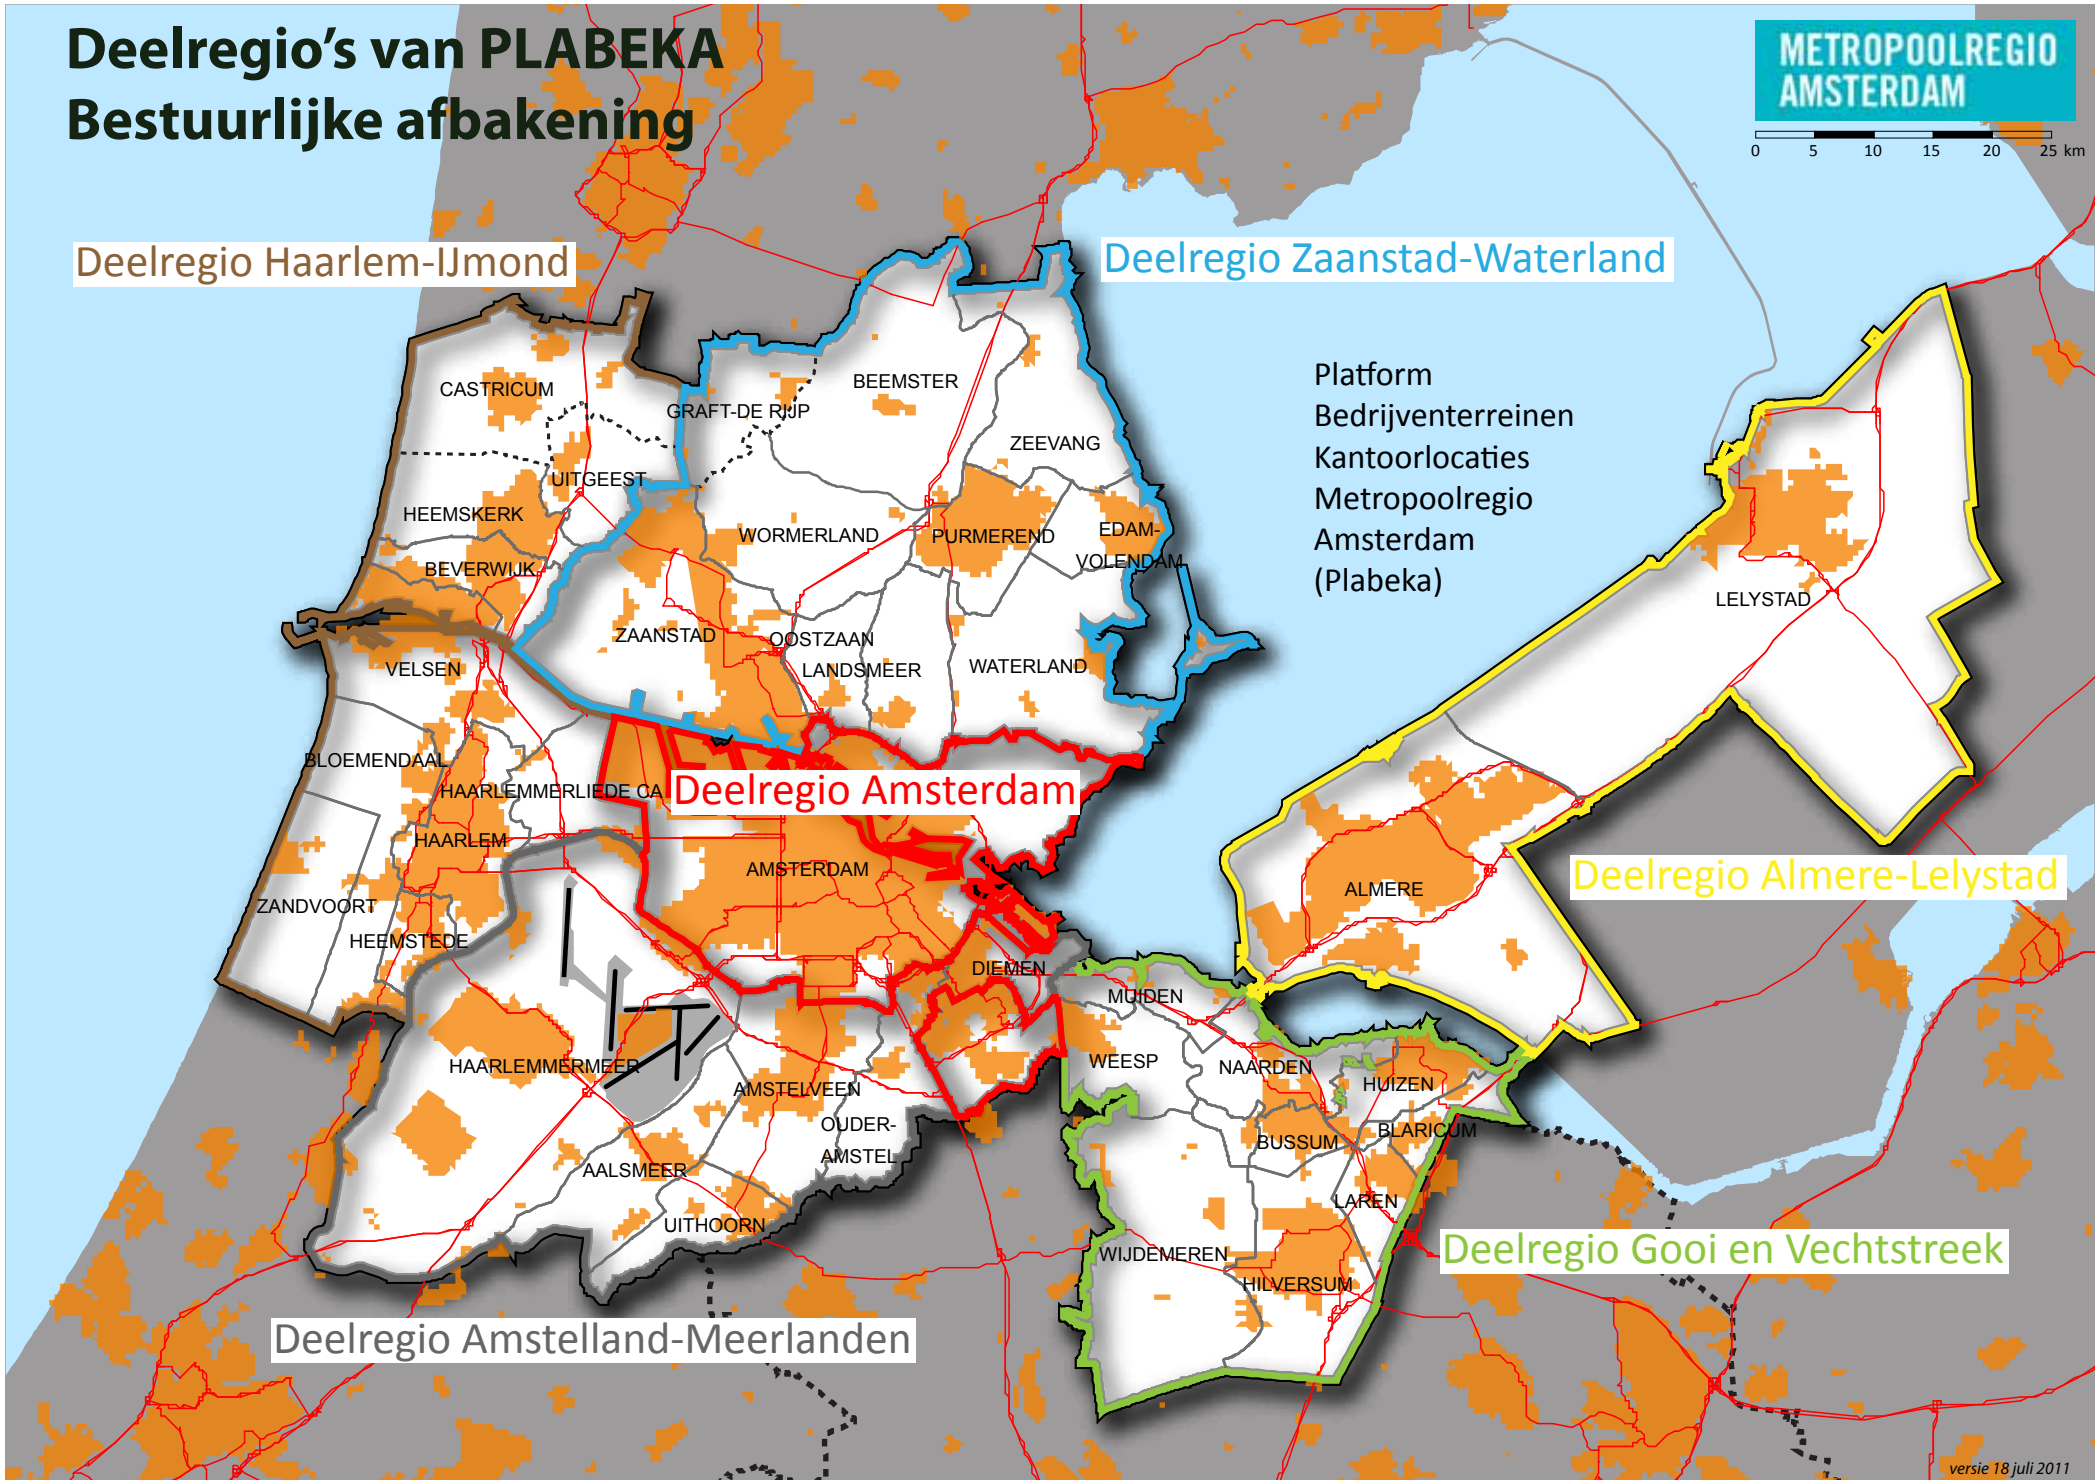 Deelregio's van PLABEKA
Bestuurlijke afbakening
METROPOOLREGIO
AMSTERDAM
0 5 10 15 20 25 km
Deelregio Haarlem-IJmond
Deelregio Zaanstad-Waterland
Platform
Bedrijventerreinen
Kantoorlocaties
Metropoolregio
Amsterdam
(Plabeka)
CASTRICUM
GRAFT-DE RIJP
BEEMSTER
ZEEVANG
UITGEEST
HEEMSKERK
WORMERLAND
PURMEREND
EDAM-
VOLENDAM
BEVERWIJK
LELYSTAD
ZAANSTAD
OOSTZAAN
VELSEN
LANDSMEER
WATERLAND
BLOEMENDAAL
HAARLEMMERLIEDE CA
Deelregio Amsterdam
HAARLEM
AMSTERDAM
ALMERE
Deelregio Almere-Lelystad
ZANDVOORT
HEEMSTEDE
DIEMEN
MUIDEN
HAARLEMMERMEER
WEESP
NAARDEN
HUIZEN
AMSTELVEEN
OUDER-
AMSTEL
BUSSUM
BLARICUM
AALSMEER
LAREN
UITHOORN
WIJDEMEREN
HILVERSUM
Deelregio Gooi en Vechtstreek
Deelregio Amstelland-Meerlanden
versie 18 juli 2011